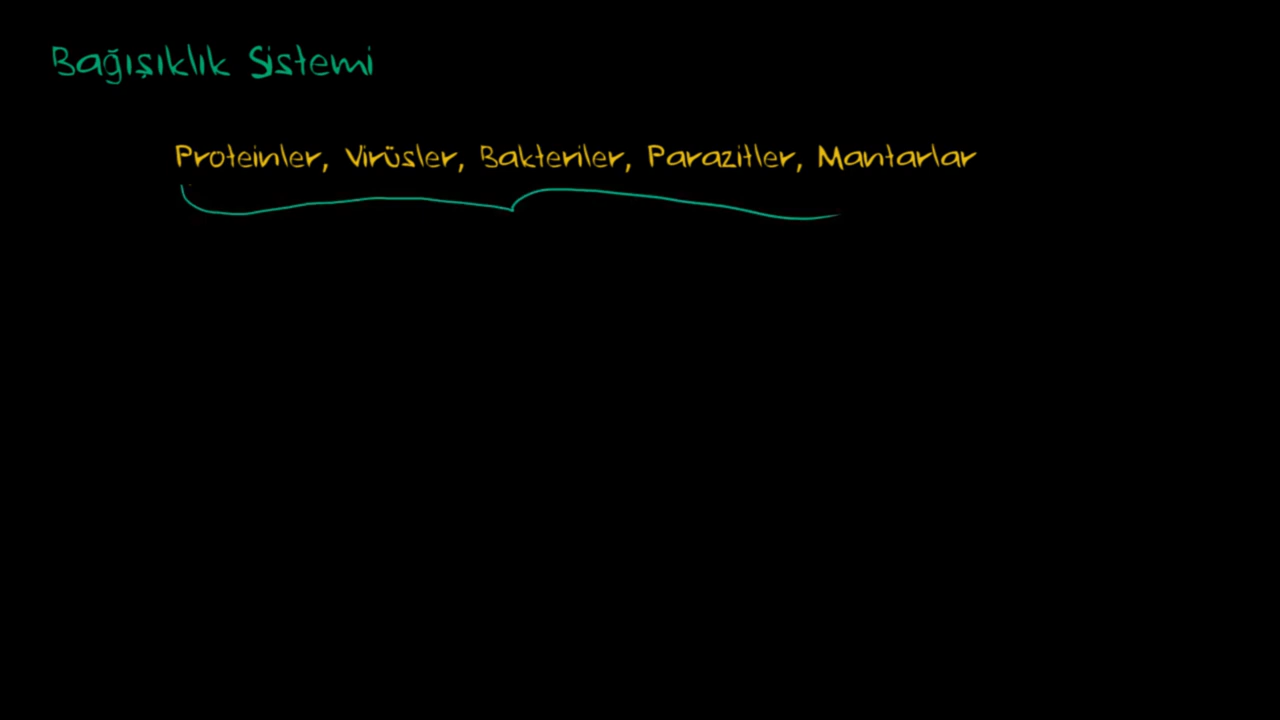 Bağışıklık Sistemi
Proteinler, Virüsler, Bakteriler, Parazitler, Mantarlar